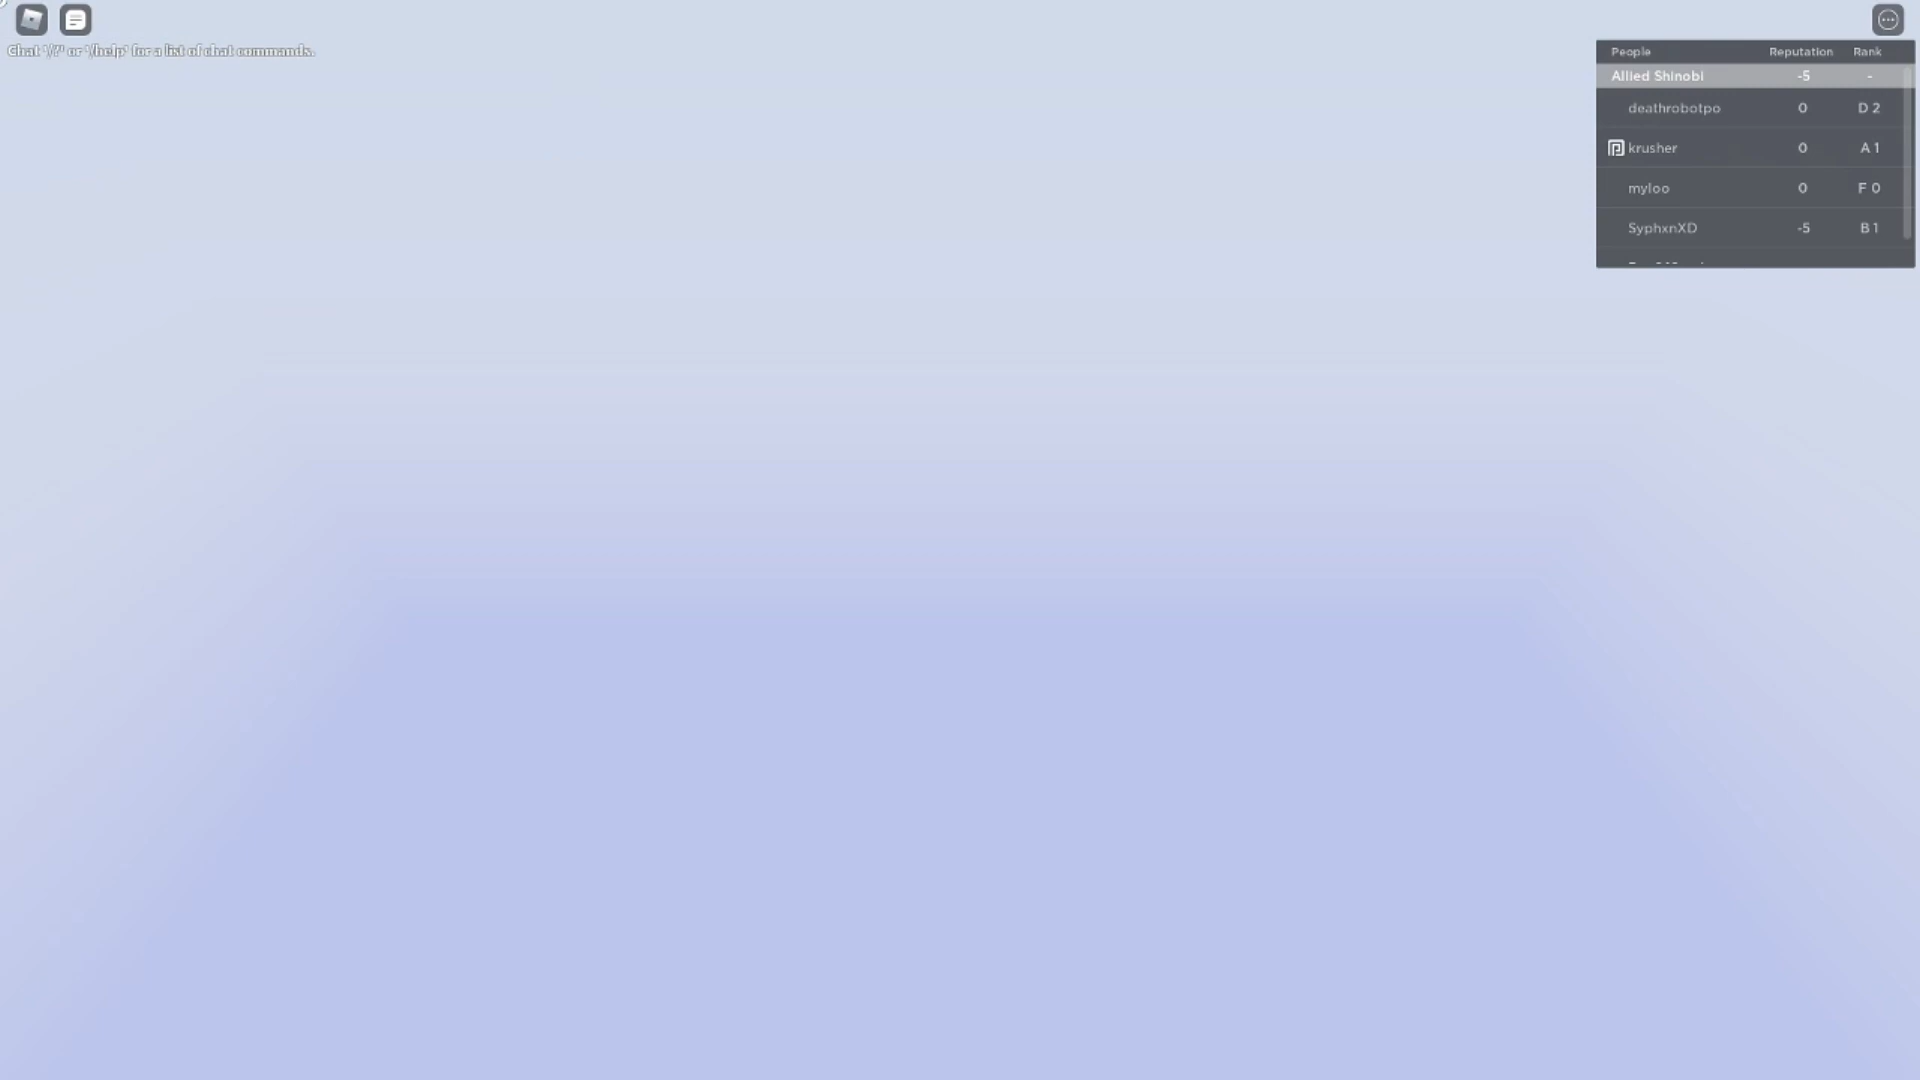 Chat '/?' or '/help' for a list of chat commands.
People Reputation Rank
Allied Shinobi -5 -
deathrobotpo 0 D 2
krusher 0 A 1
myloo 0 F 0
SyphxnXD -5 B 1